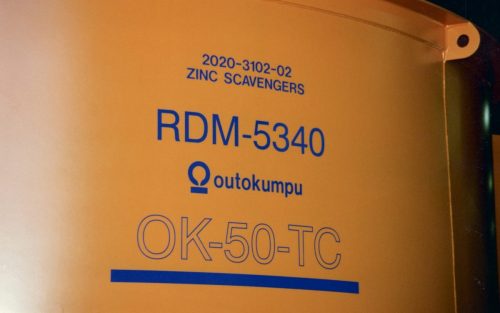 2020-3102-02
ZINC SCAVENGERS
RDM-5340
outokumpu
OK-50-TC